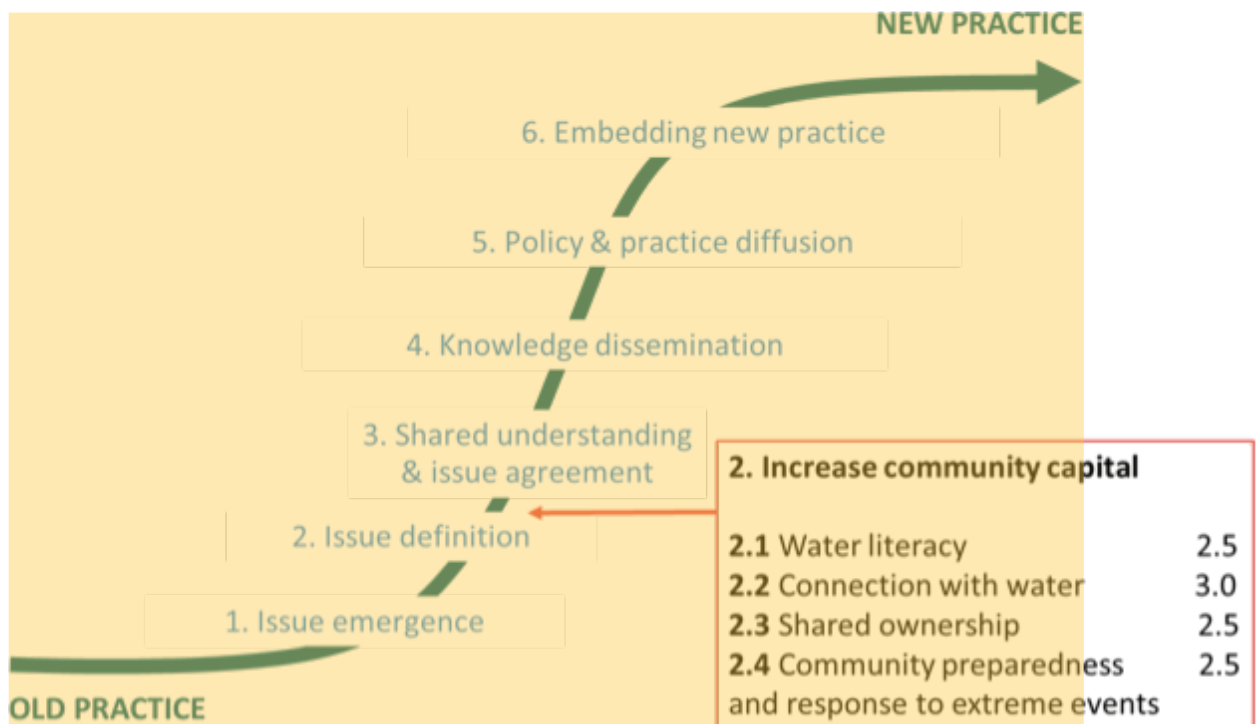 NEW PRACTICE
6. Embedding new practice
5. Policy & practice diffusion
4. Knowledge dissemination
3. Shared understanding
& issue agreement
2. Issue definition
1. Issue emergence
OLD PRACTICE
2. Increase community capital
2.1 Water literacy 2.5
2.2 Connection with water 3.0
2.3 Shared ownership 2.5
2.4 Community preparedness 2.5
and response to extreme events